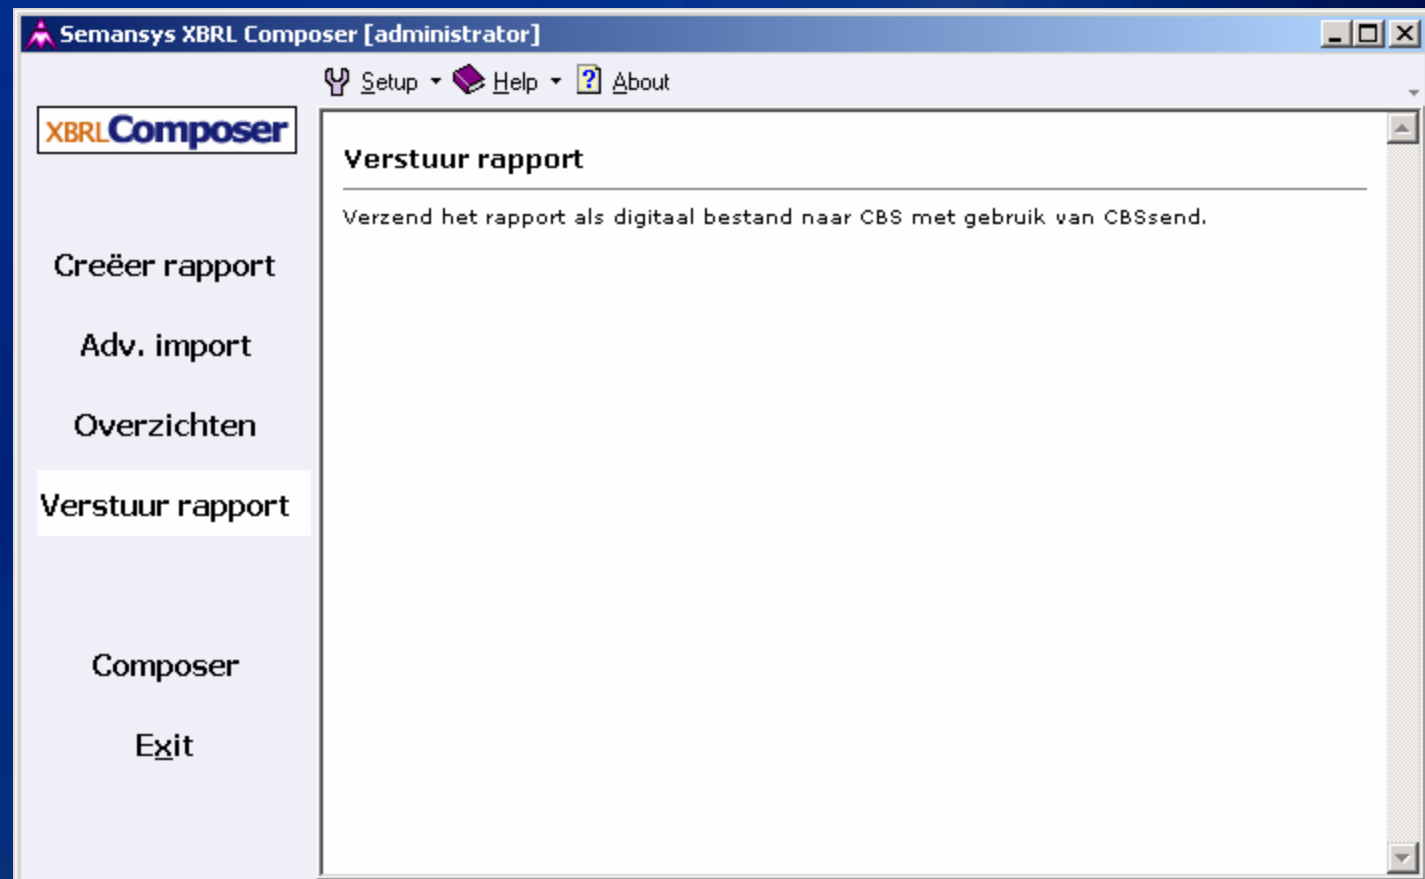 Semansys XBRL Composer [administrator]
Setup Help About
XBRLComposer
Creëer rapport
Adv. import
Overzichten
Verstuur rapport
Composer
Exit
Verstuur rapport
Verzend het rapport als digitaal bestand naar CBS met gebruik van CBSsend.